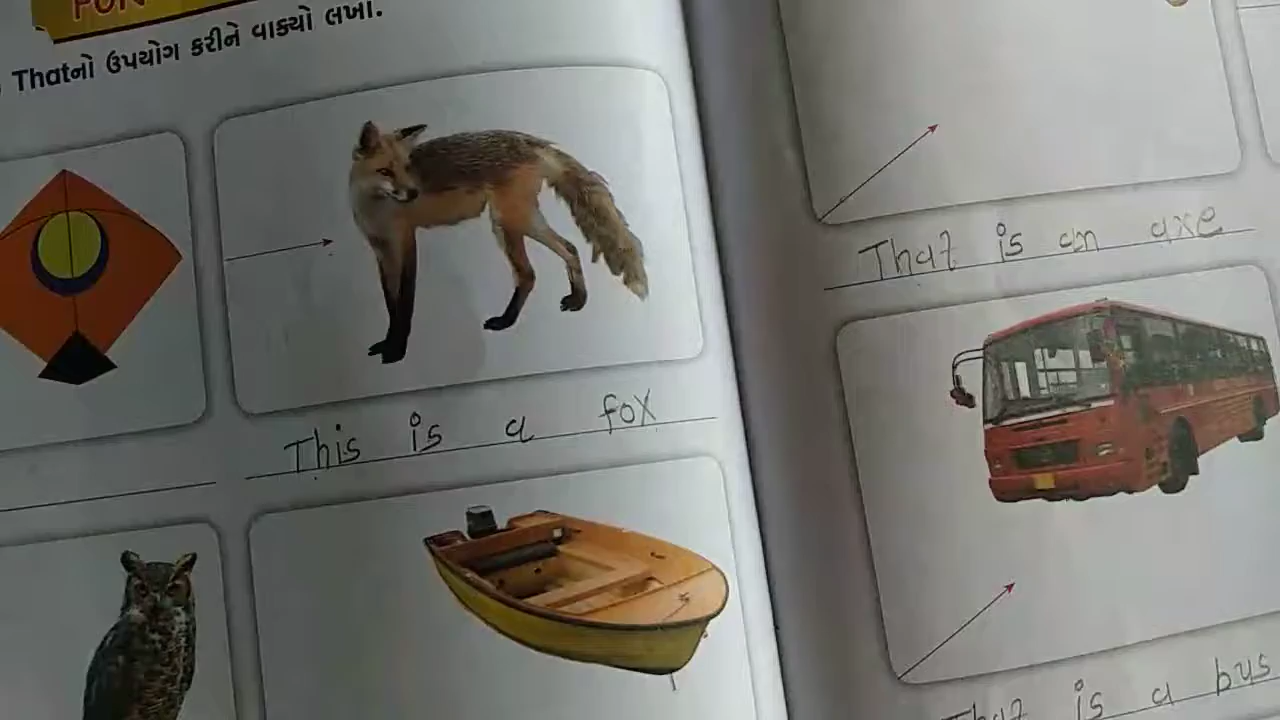 Thatનો ઉપયોગ કરીને વાક્યો લખો.
This is a fox
That is an axe
That is a bus